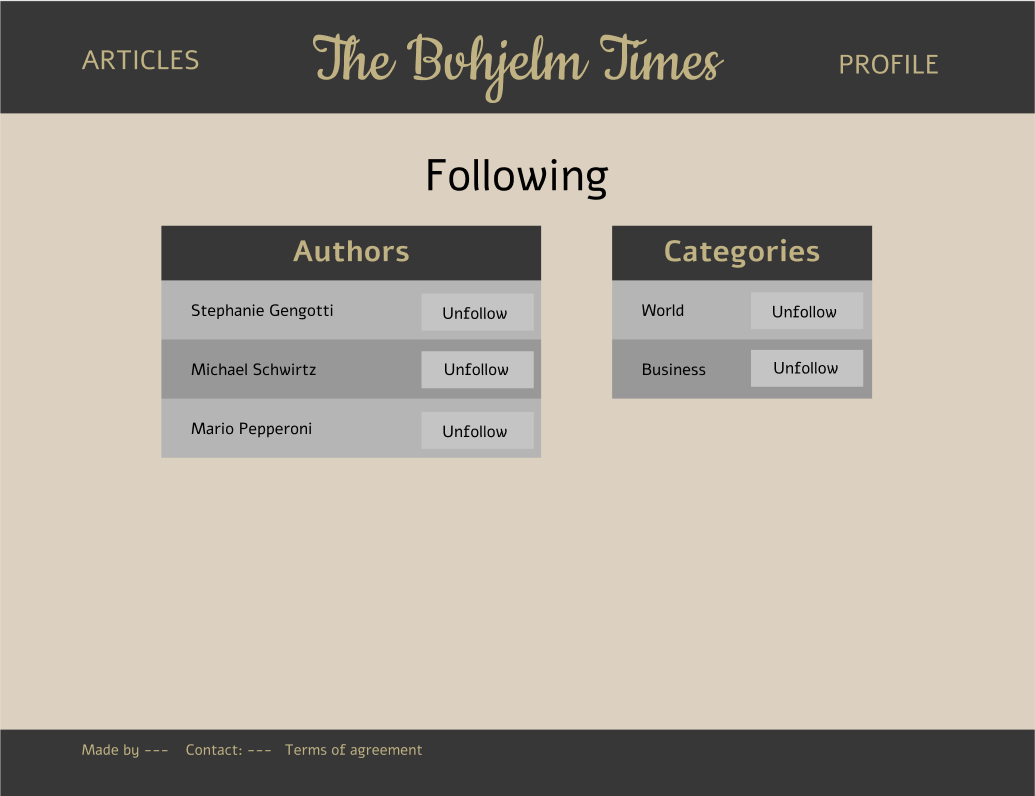 ARTICLES The Bohjelm Times PROFILE
Following
Authors
Stephanie Gengotti Unfollow
Michael Schwirtz Unfollow
Mario Pepperoni Unfollow
Categories
World Unfollow
Business Unfollow
Made by --- Contact: --- Terms of agreement